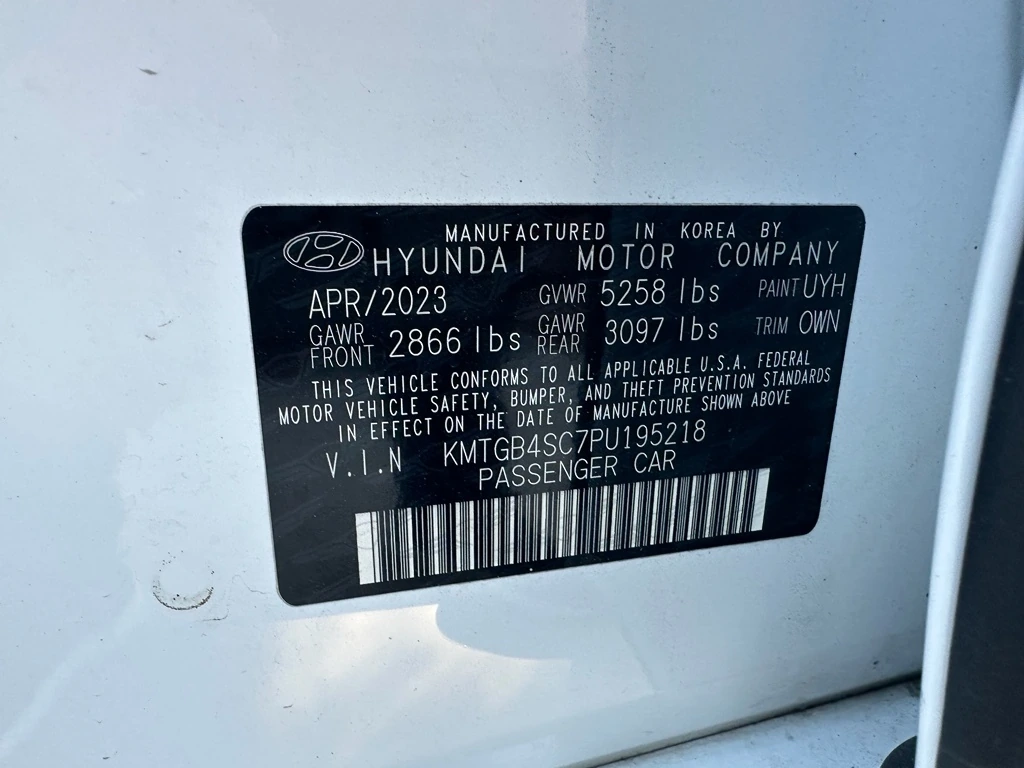 MANUFACTURED IN KOREA BY
HYUNDAI MOTOR COMPANY
APR/2023 GVWR 5258 lbs PAINT UYH
GAWR FRONT 2866 lbs GAWR REAR 3097 lbs TRIM OWN
THIS VEHICLE CONFORMS TO ALL APPLICABLE U.S.A. FEDERAL
MOTOR VEHICLE SAFETY, BUMPER, AND THEFT PREVENTION STANDARDS
IN EFFECT ON THE DATE OF MANUFACTURE SHOWN ABOVE
V.I.N KMTGB4SC7PU195218
PASSENGER CAR